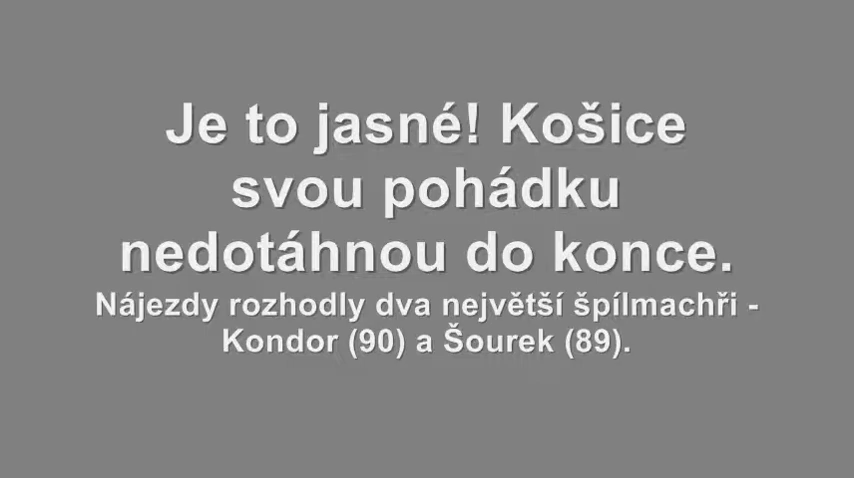 Je to jasné! Košice
svou pohádku
nedotáhnou do konce.
Nájezdy rozhodly dva největší špílmachři -
Kondor (90) a Šourek (89).